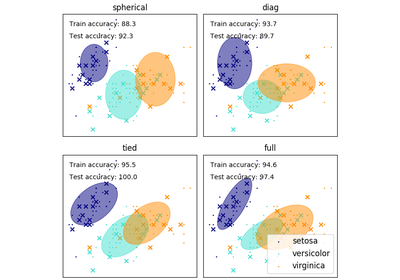 spherical
Train accuracy: 88.3
Test accuracy: 92.3
diag
Train accuracy: 93.7
Test accuracy: 89.7
tied
Train accuracy: 95.5
Test accuracy: 100.0
full
Train accuracy: 94.6
Test accuracy: 97.4
setosa
versicolor
virginica